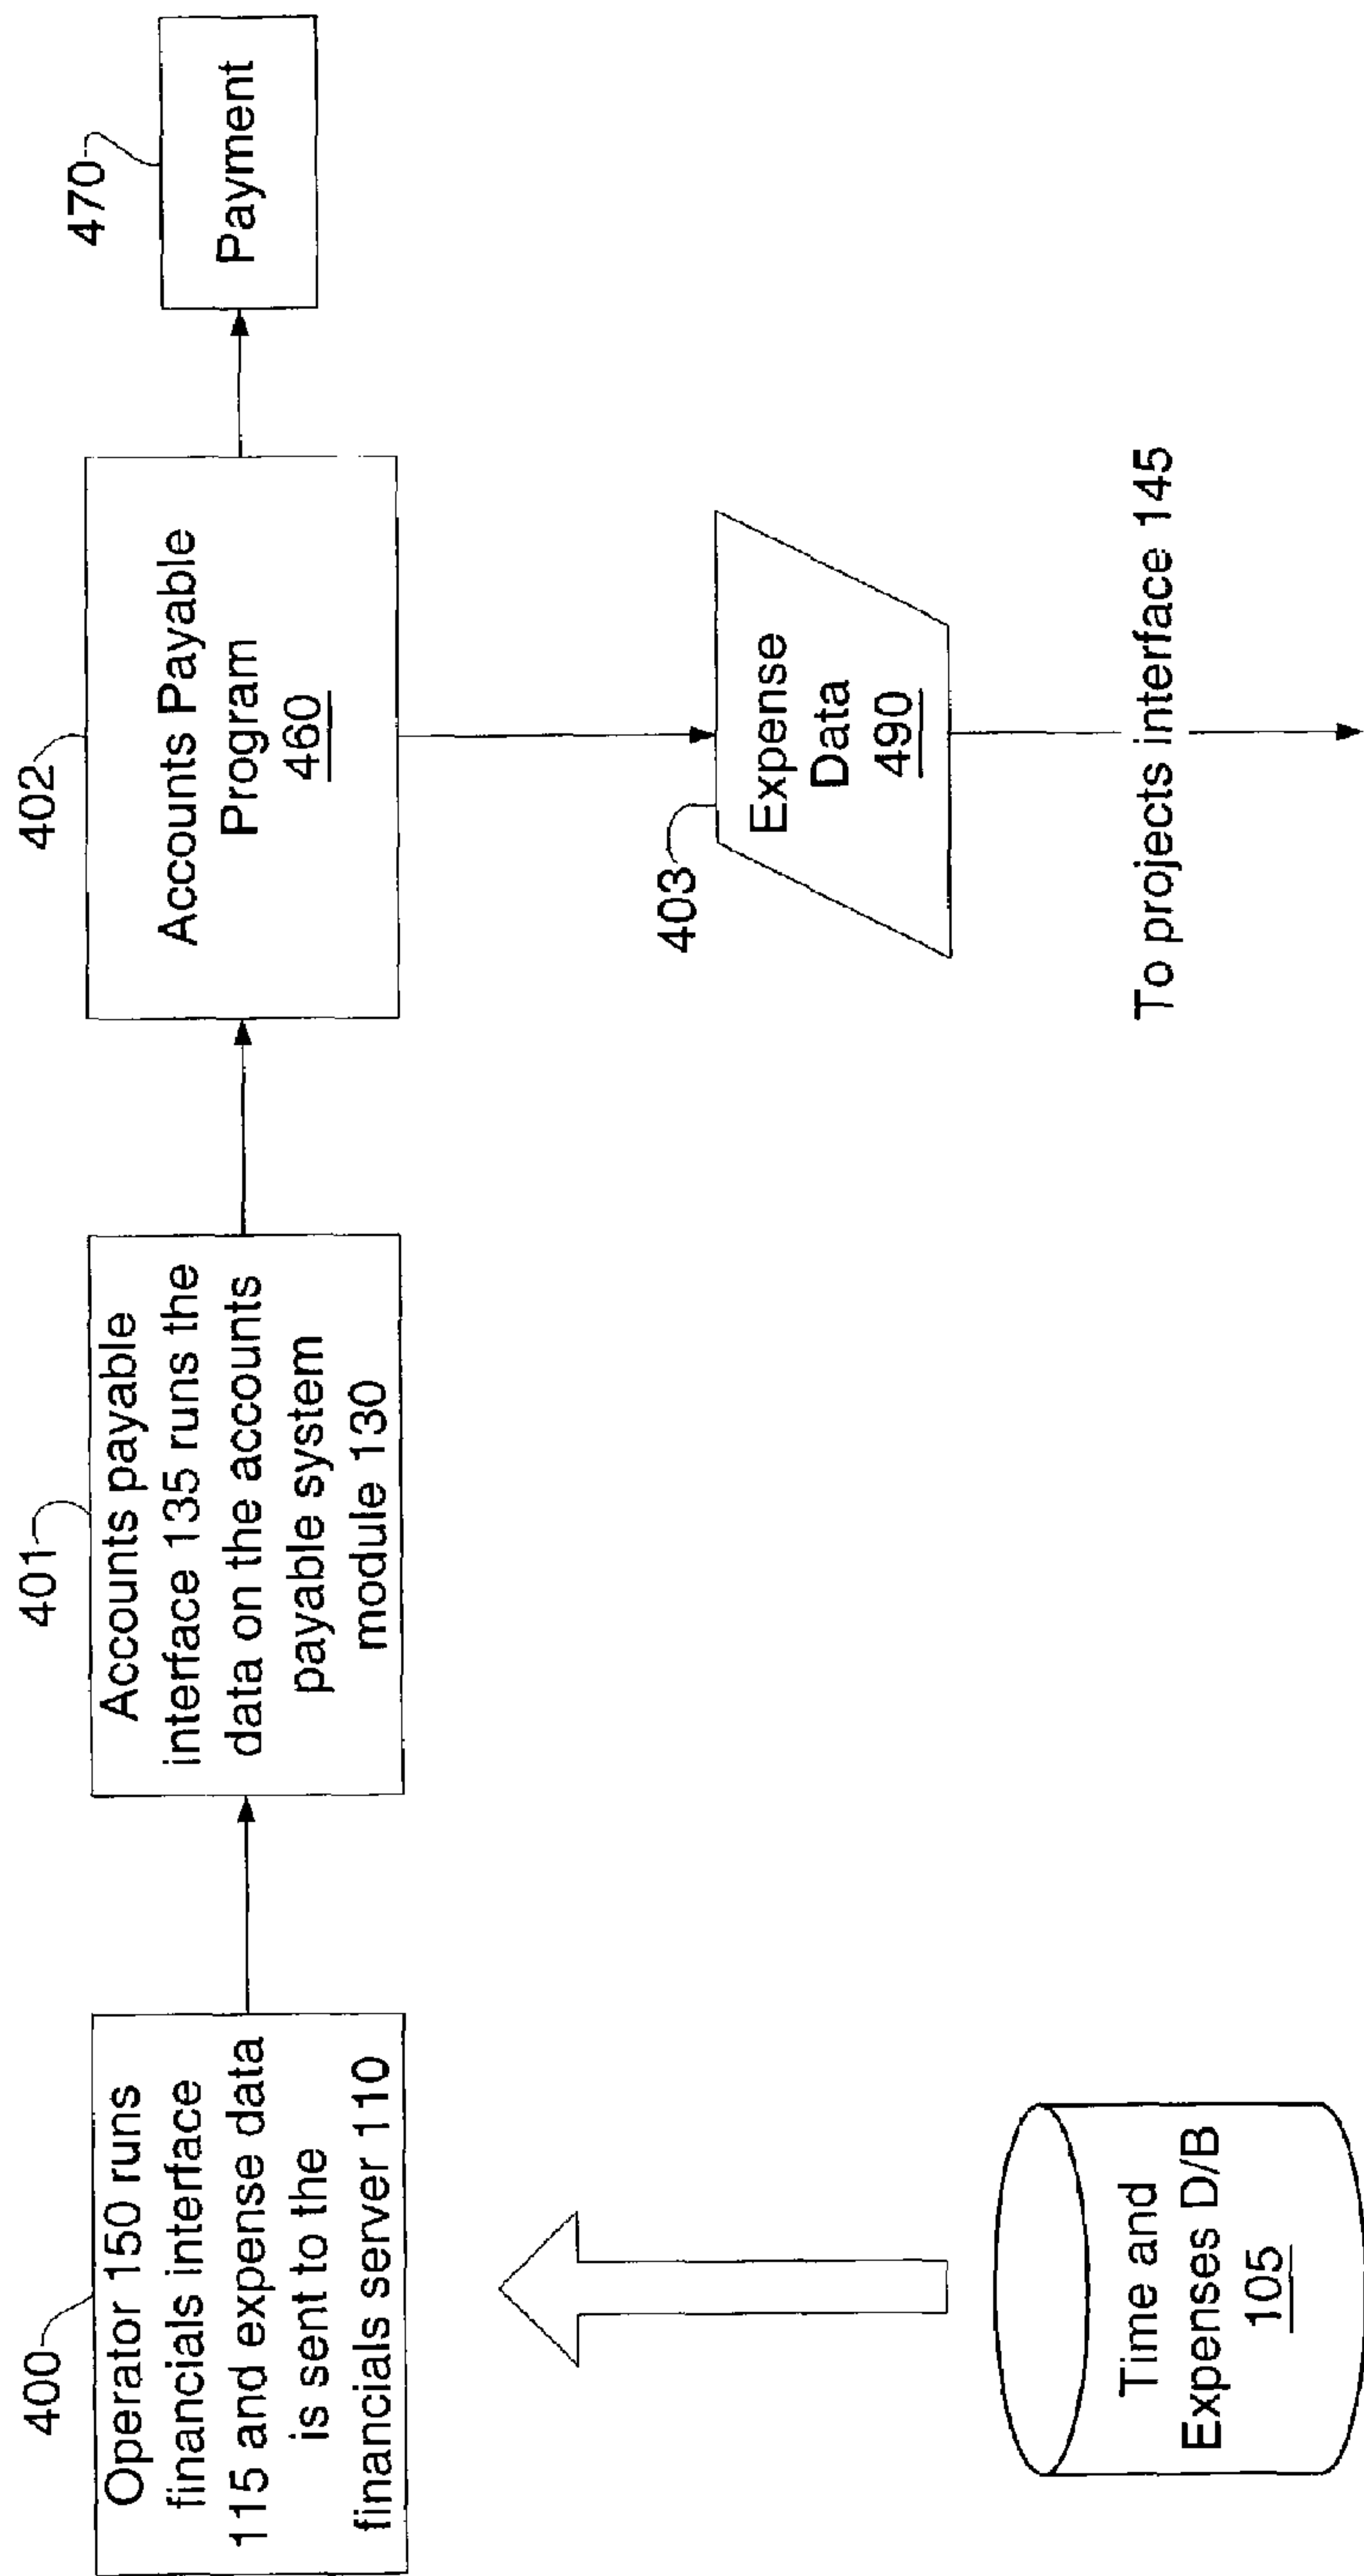 400
Operator 150 runs
financials interface
115 and expense data
is sent to the
financials server 110
401
Accounts payable
interface 135 runs the
data on the accounts
payable system
module 130
402
Accounts Payable
Program
460
470
Payment
403
Expense
Data
490
To projects interface 145
Time and
Expenses D/B
105